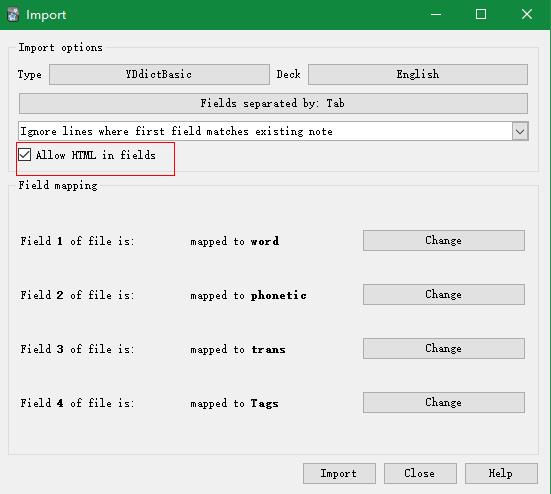 Import
Import options
Type YDdictBasic Deck English
Fields separated by: Tab
Ignore lines where first field matches existing note
Allow HTML in fields
Field mapping
Field 1 of file is: mapped to word Change
Field 2 of file is: mapped to phonetic Change
Field 3 of file is: mapped to trans Change
Field 4 of file is: mapped to Tags Change
Import Close Help